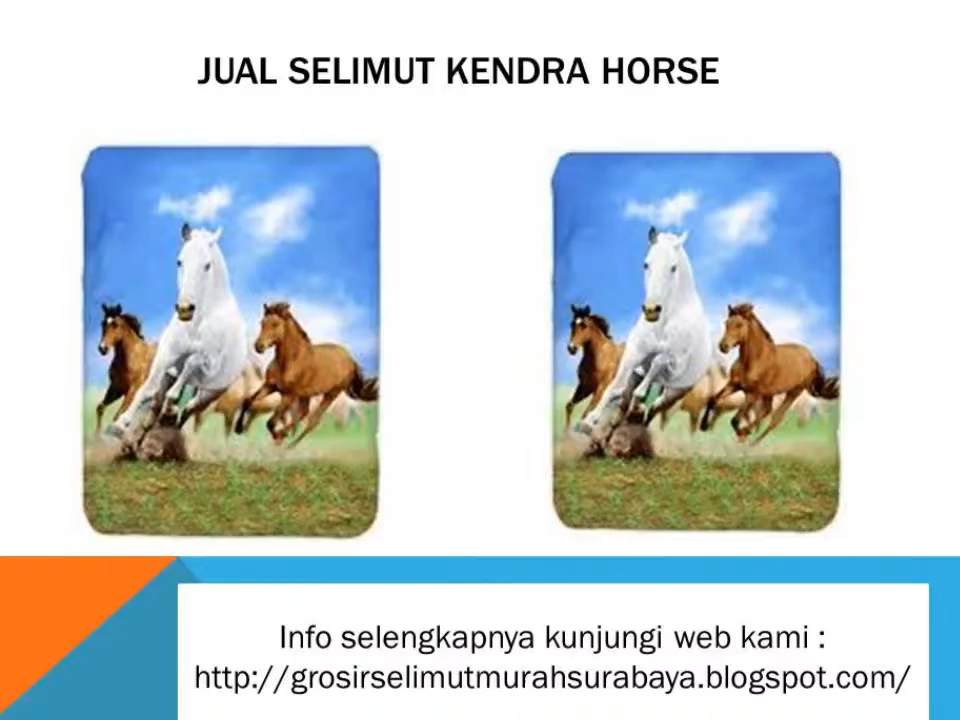 JUAL SELIMUT KENDRA HORSE
Info selengkapnya kunjungi web kami :
http://grosirselimutmurahsurabaya.blogspot.com/